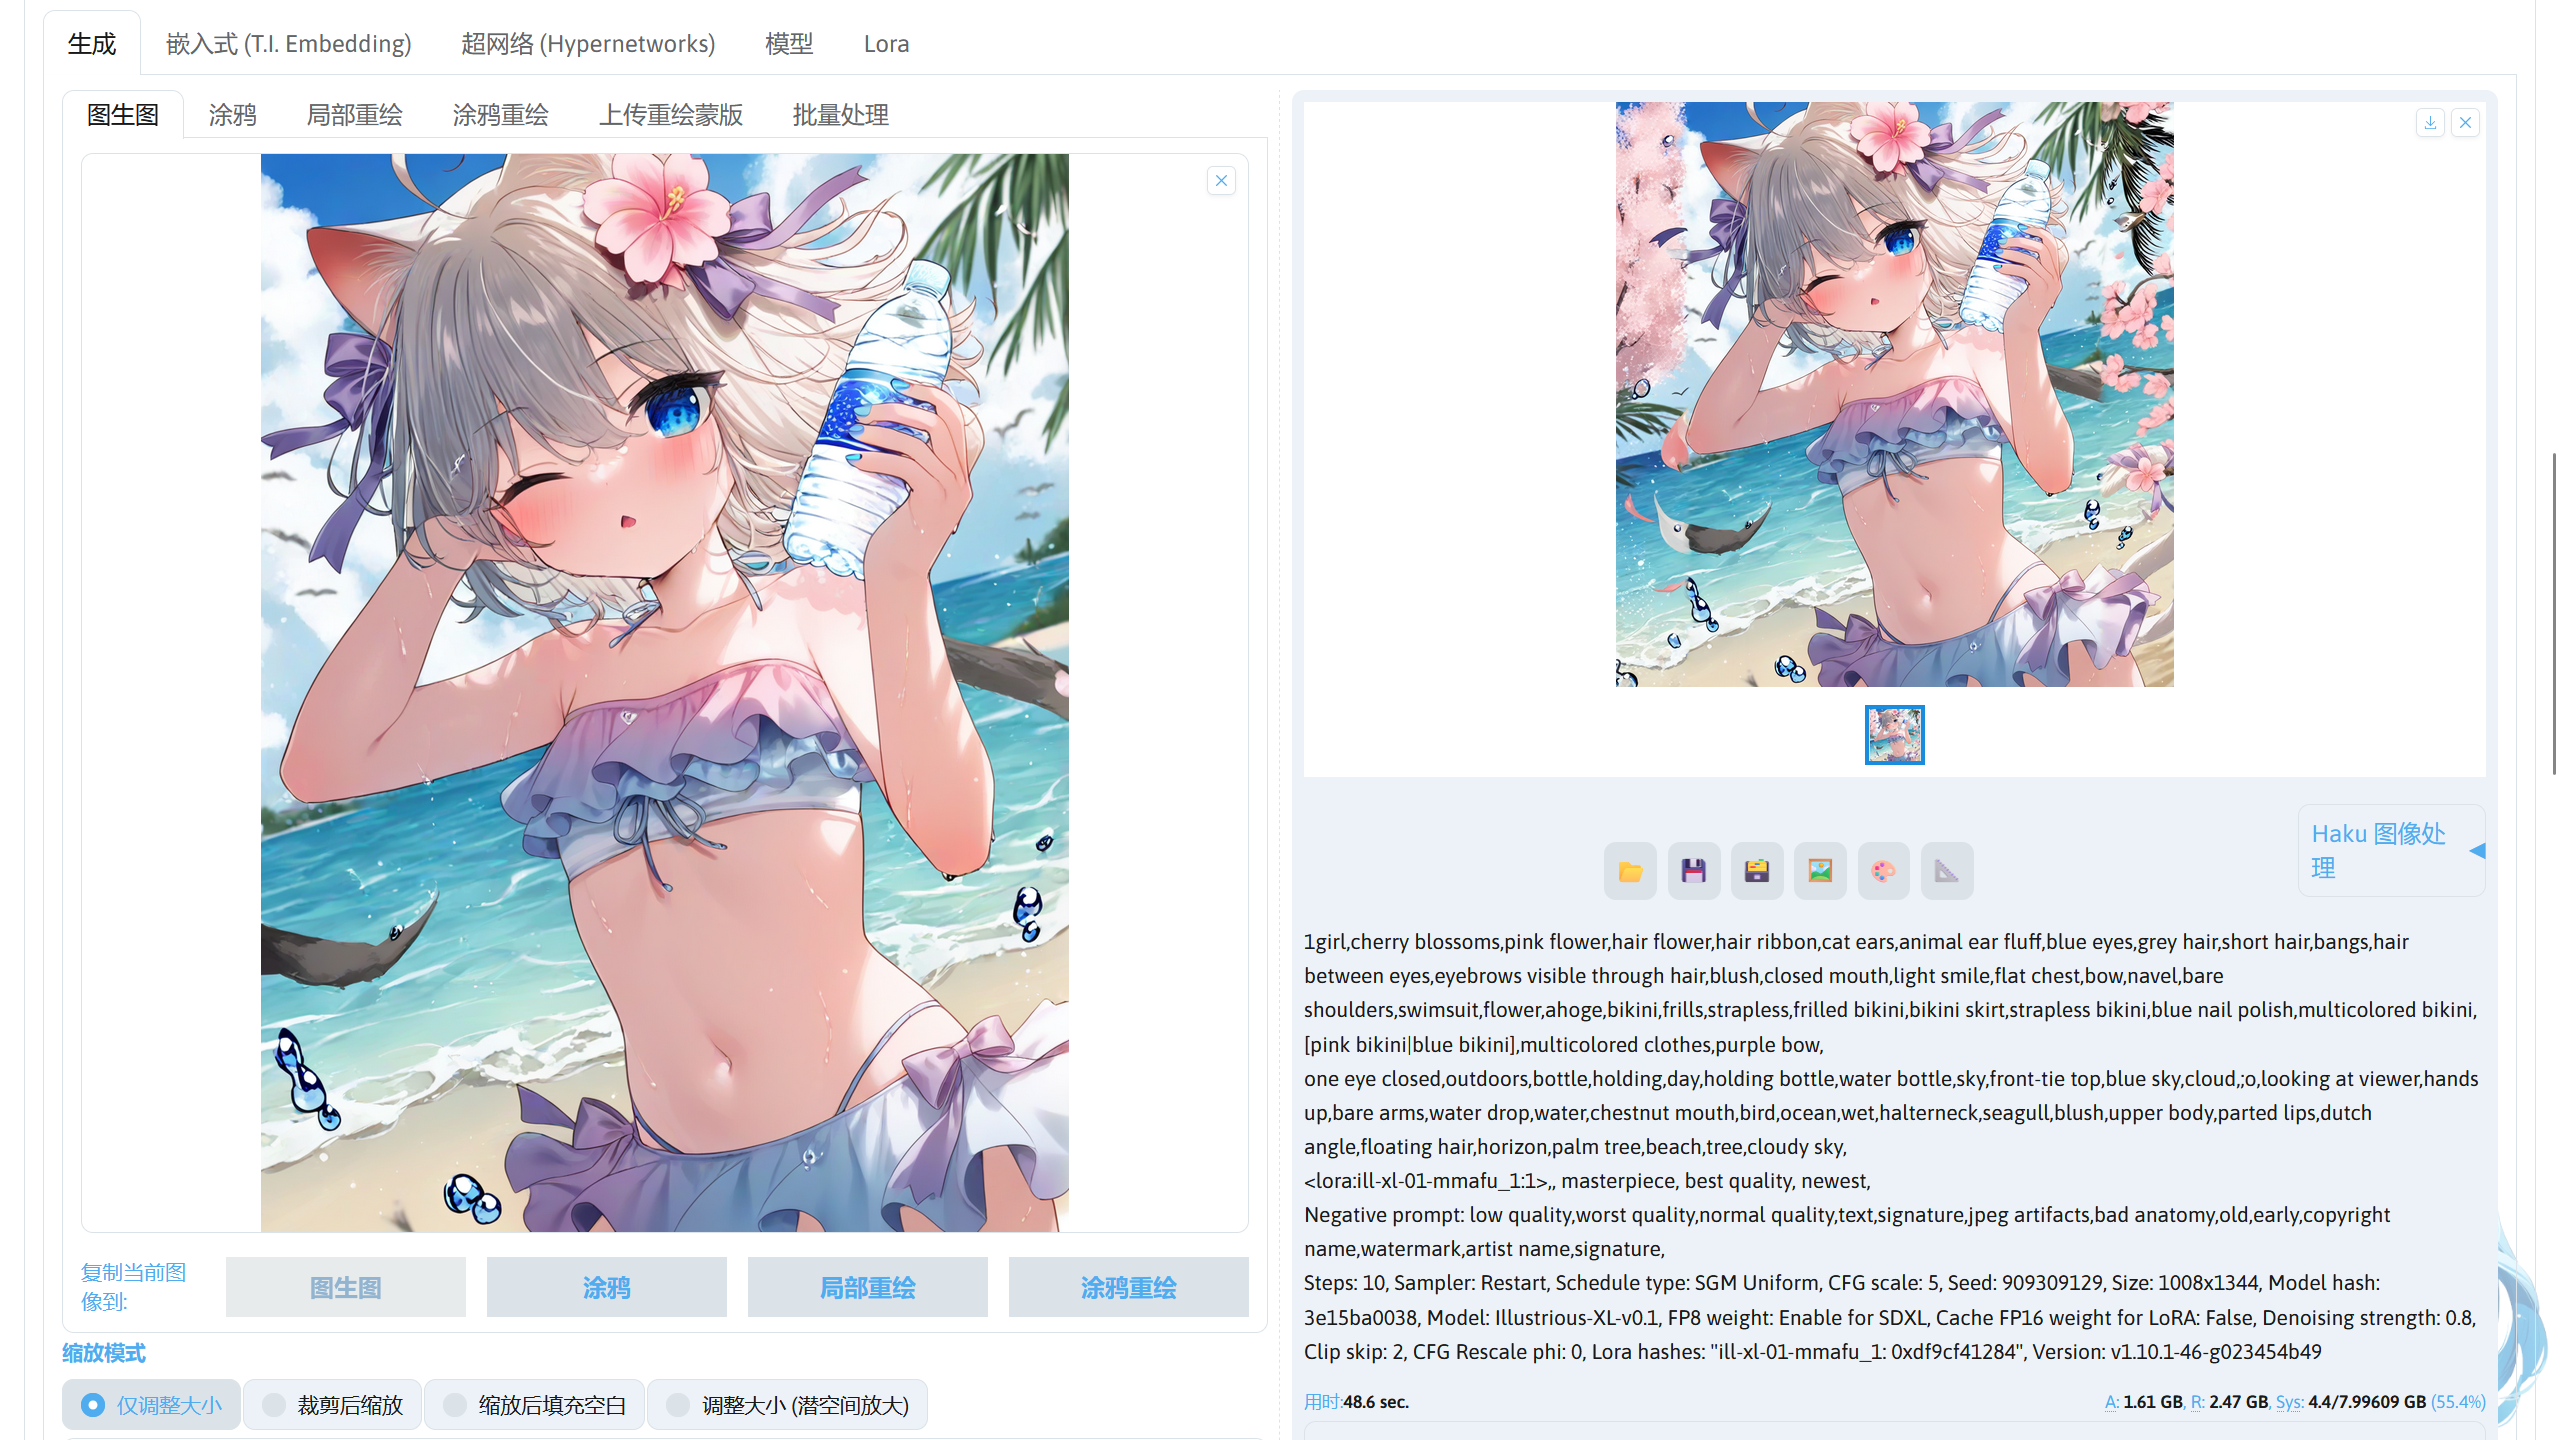 生成
嵌入式 (T.I. Embedding)
超网络 (Hypernetworks)
模型
Lora
图生图
涂鸦
局部重绘
涂鸦重绘
上传重绘蒙版
批量处理
复制当前图
像到:
图生图
涂鸦
局部重绘
涂鸦重绘
缩放模式
仅调整大小
裁剪后缩放
缩放后填充空白
调整大小 (潜空间放大)
Haku 图像处
理
1girl,cherry blossoms,pink flower,hair flower,hair ribbon,cat ears,animal ear fluff,blue eyes,grey hair,short hair,bangs,hair
between eyes,eyebrows visible through hair,blush,closed mouth,light smile,flat chest,bow,navel,bare
shoulders,swimsuit,flower,ahoge,bikini,frills,strapless,frilled bikini,bikini skirt,strapless bikini,blue nail polish,multicolored bikini,
[pink bikini|blue bikini],multicolored clothes,purple bow,
one eye closed,outdoors,bottle,holding,day,holding bottle,water bottle,sky,front-tie top,blue sky,cloud,;o,looking at viewer,hands
up,bare arms,water drop,water,chestnut mouth,bird,ocean,wet,halterneck,seagull,blush,upper body,parted lips,dutch
angle,floating hair,horizon,palm tree,beach,tree,cloudy sky,
<lora:ill-xl-01-mmafu_1:1>,, masterpiece, best quality, newest,
Negative prompt: low quality,worst quality,normal quality,text,signature,jpeg artifacts,bad anatomy,old,early,copyright
name,watermark,artist name,signature,
Steps: 10, Sampler: Restart, Schedule type: SGM Uniform, CFG scale: 5, Seed: 909309129, Size: 1008x1344, Model hash:
3e15ba0038, Model: Illustrious-XL-v0.1, FP8 weight: Enable for SDXL, Cache FP16 weight for LoRA: False, Denoising strength: 0.8,
Clip skip: 2, CFG Rescale phi: 0, Lora hashes: "ill-xl-01-mmafu_1: 0xdf9cf41284", Version: v1.10.1-46-g023454b49
用时:48.6 sec.
A: 1.61 GB, R: 2.47 GB, Sys: 4.4/7.99609 GB (55.4%)